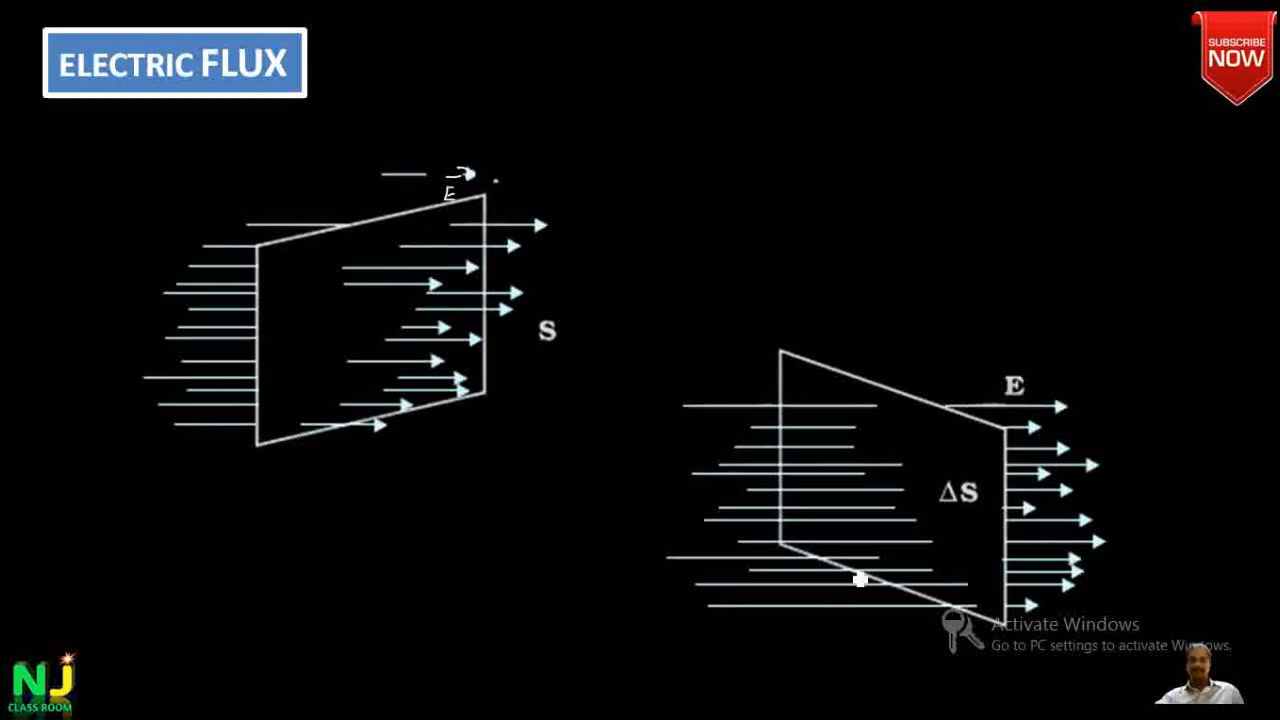 ELECTRIC FLUX
SUBSCRIBE
NOW
E
S
E
ΔS
Activate Windows
Go to PC settings to activate Windows.
NJ
CLASS ROOM